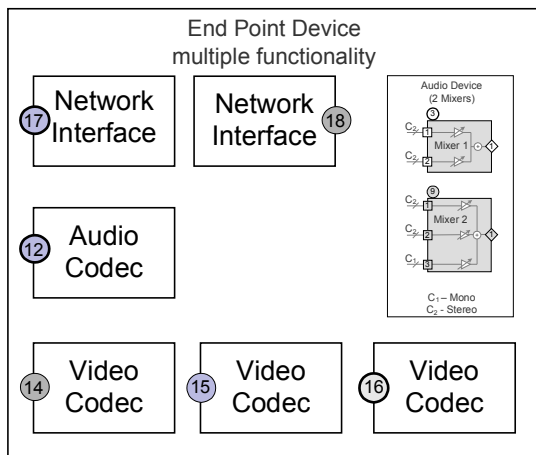 End Point Device
multiple functionality
17
Network
Interface
Network
Interface
18
Audio Device
(2 Mixers)
3
C2
1
Mixer 1
1
C2
2
9
C2
1
Mixer 2
C2
2
1
C1
3
C1 – Mono
C2 - Stereo
12
Audio
Codec
14
Video
Codec
15
Video
Codec
16
Video
Codec